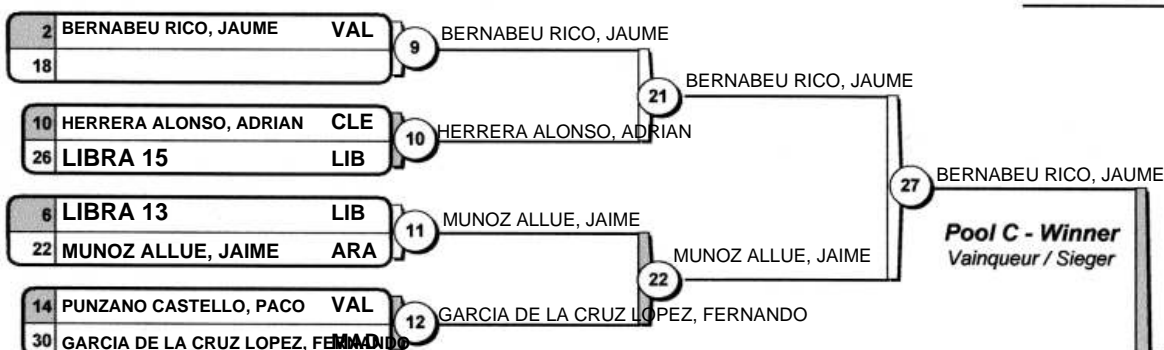 2 BERNABEU RICO, JAUME VAL
18
9
BERNABEU RICO, JAUME
10 HERRERA ALONSO, ADRIAN CLE
26 LIBRA 15 LIB
10
HERRERA ALONSO, ADRIAN
21
BERNABEU RICO, JAUME
6 LIBRA 13 LIB
22 MUNOZ ALLUE, JAIME ARA
11
MUNOZ ALLUE, JAIME
14 PUNZANO CASTELLO, PACO VAL
30 GARCIA DE LA CRUZ LOPEZ, FERNANDO MAD
12
GARCIA DE LA CRUZ LOPEZ, FERNANDO
22
MUNOZ ALLUE, JAIME
27
BERNABEU RICO, JAUME
Pool C - Winner
Vainqueur / Sieger